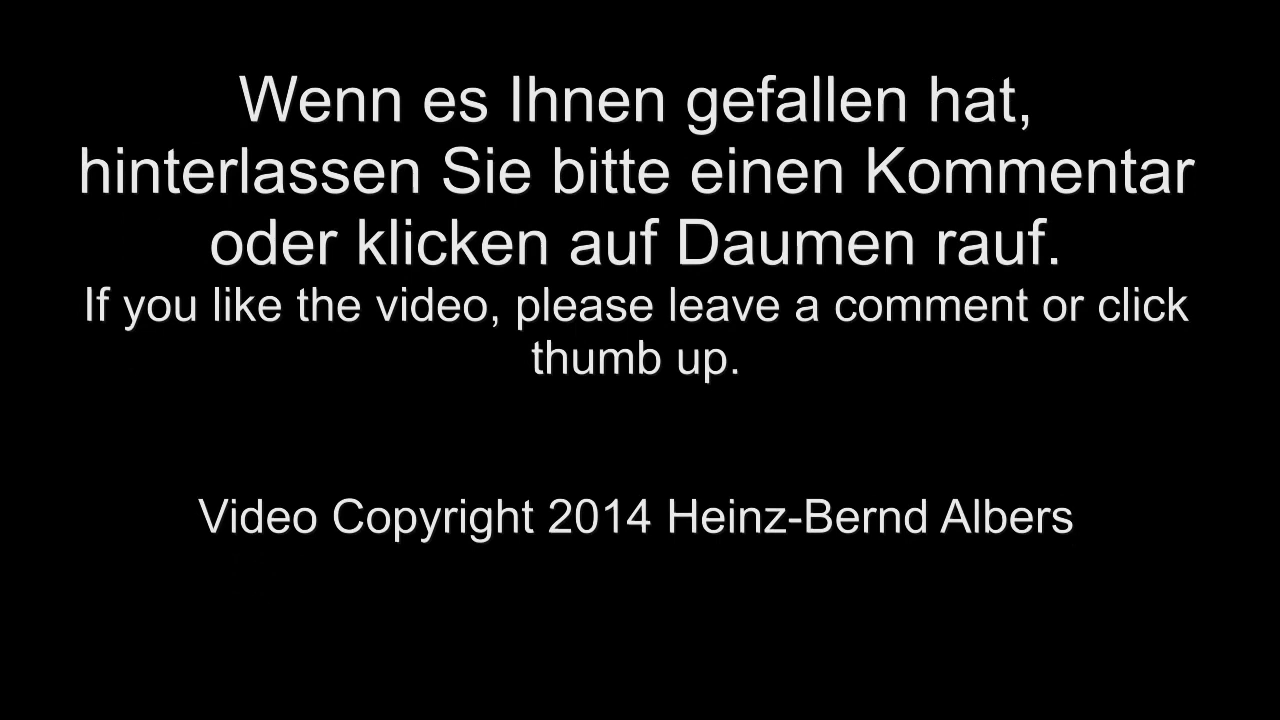 Wenn es Ihnen gefallen hat,
hinterlassen Sie bitte einen Kommentar
oder klicken auf Daumen rauf.
If you like the video, please leave a comment or click
thumb up.
Video Copyright 2014 Heinz-Bernd Albers